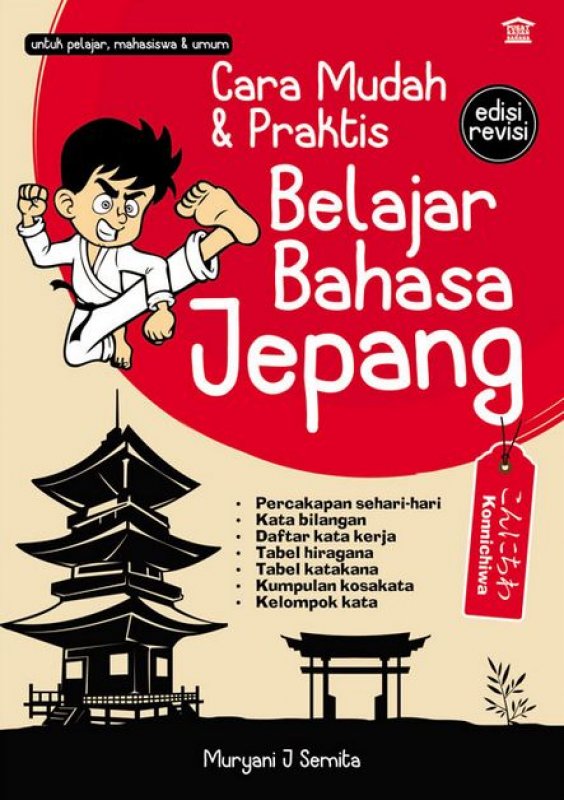 untuk pelajar, mahasiswa & umum
Cara Mudah
& Praktis
edisi
revisi
Belajar
Bahasa
Jepang
• Percakapan sehari-hari
• Kata bilangan
• Daftar kata kerja
• Tabel hiragana
• Tabel katakana
• Kumpulan kosakata
• Kelompok kata
こんにちわ
Konnichiwa
Muryani J Semita